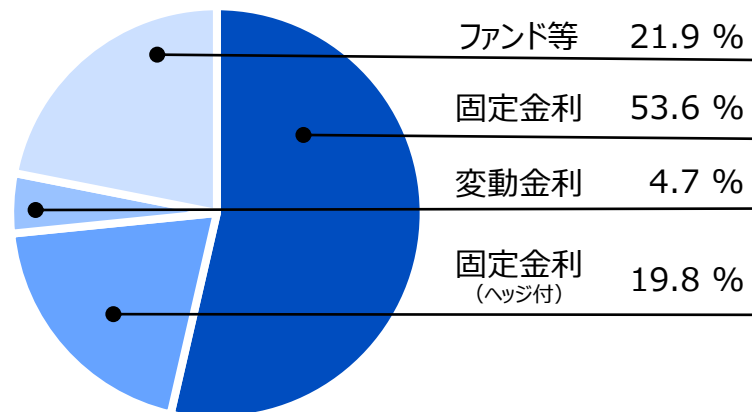 ファンド等 21.9 %
固定金利 53.6 %
変動金利 4.7 %
固定金利 19.8 %
(ヘッジ付)